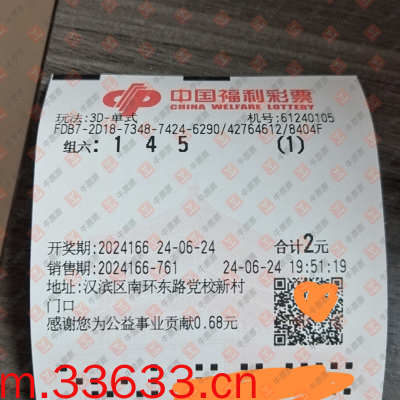 中国福利彩票
CHINA WELFARE LOTTERY
玩法:3D-单式 机号:61240105
FDB7-2D18-7348-7424-6290/42764612/8404F
组六: 1 4 5 (1)
开奖期:2024166 24-06-24 合计2元
销售期:2024166-761 24-06-24 19:51:19
地址:汉滨区南环东路党校新村
门口
感谢您为公益事业贡献0.68元
m.33633.cn